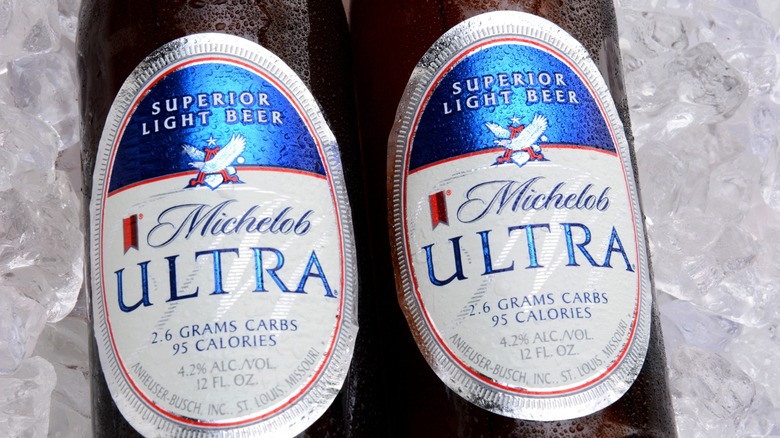 SUPERIOR
LIGHT BEER
Michelob
ULTRA
2.6 GRAMS CARBS
95 CALORIES
4.2% ALC./VOL.
12 FL. OZ.
ANHEUSER-BUSCH, INC., ST. LOUIS, MISSOURI
SUPERIOR
LIGHT BEER
Michelob
ULTRA
2.6 GRAMS CARBS
95 CALORIES
4.2% ALC./VOL.
12 FL. OZ.
ANHEUSER-BUSCH, INC., ST. LOUIS, MISSOURI